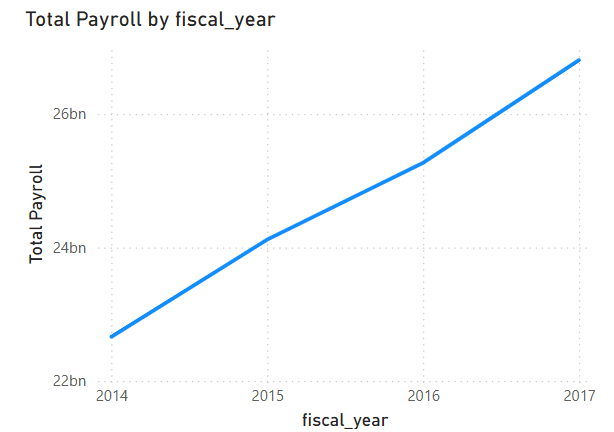 Total Payroll by fiscal_year
26bn
24bn
22bn
Total Payroll
2014 2015 2016 2017
fiscal_year